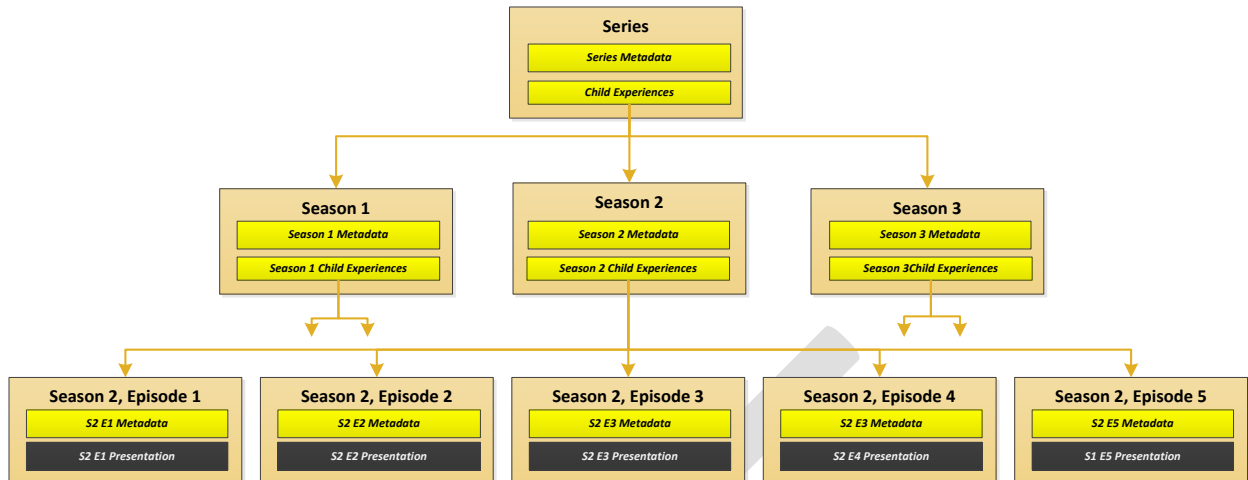 Series
Series Metadata
Child Experiences
Season 1
Season 1 Metadata
Season 1 Child Experiences
Season 2
Season 2 Metadata
Season 2 Child Experiences
Season 3
Season 3 Metadata
Season 3Child Experiences
Season 2, Episode 1
S2 E1 Metadata
S2 E1 Presentation
Season 2, Episode 2
S2 E2 Metadata
S2 E2 Presentation
Season 2, Episode 3
S2 E3 Metadata
S2 E3 Presentation
Season 2, Episode 4
S2 E3 Metadata
S2 E4 Presentation
Season 2, Episode 5
S2 E5 Metadata
S1 E5 Presentation